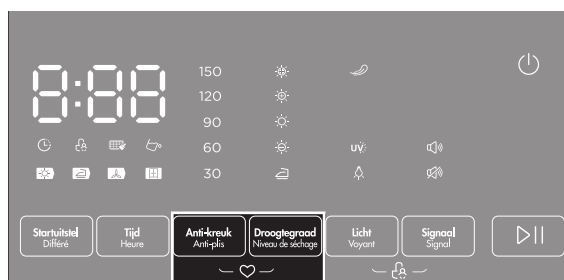 8:88
150
120
90
60
30
UV
Startuitstel
Différé
Tijd
Heure
Anti-kreuk
Anti-plis
Droogtegraad
Niveau de séchage
Licht
Voyant
Signaal
Signal